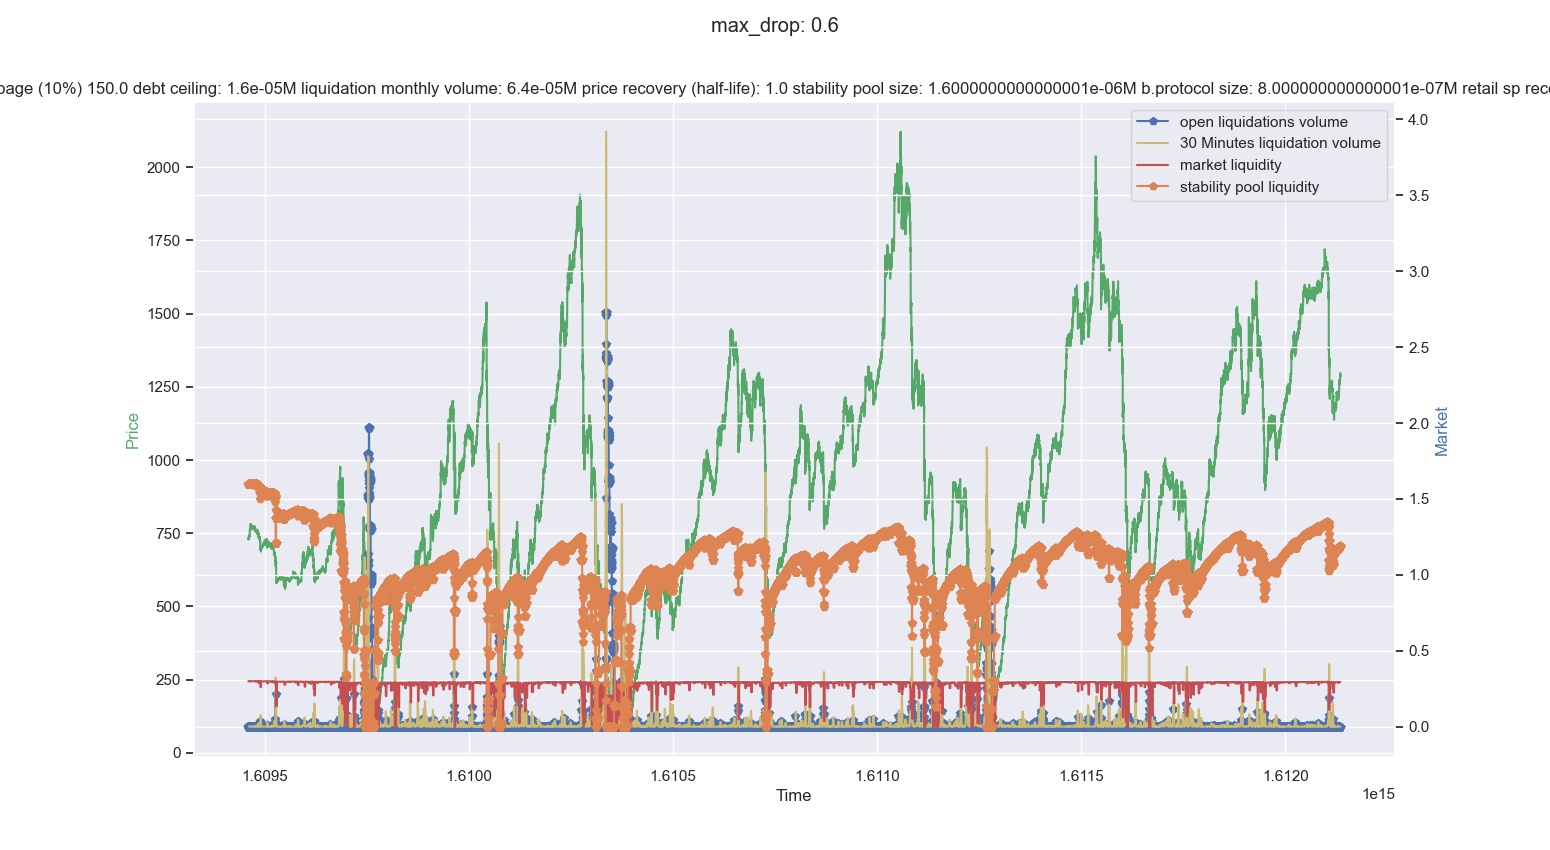 max_drop: 0.6
page (10%) 150.0 debt ceiling: 1.6e-05M liquidation monthly volume: 6.4e-05M price recovery (half-life): 1.0 stability pool size: 1.6000000000000001e-06M b.protocol size: 8.000000000000001e-07M retail sp reco
open liquidations volume
30 Minutes liquidation volume
market liquidity
stability pool liquidity
2000
1750
1500
1250
1000
750
500
250
0
Price
4.0
3.5
3.0
2.5
2.0
1.5
1.0
0.5
0.0
Market
1.6095
1.6100
1.6105
1.6110
1.6115
1.6120
1e15
Time